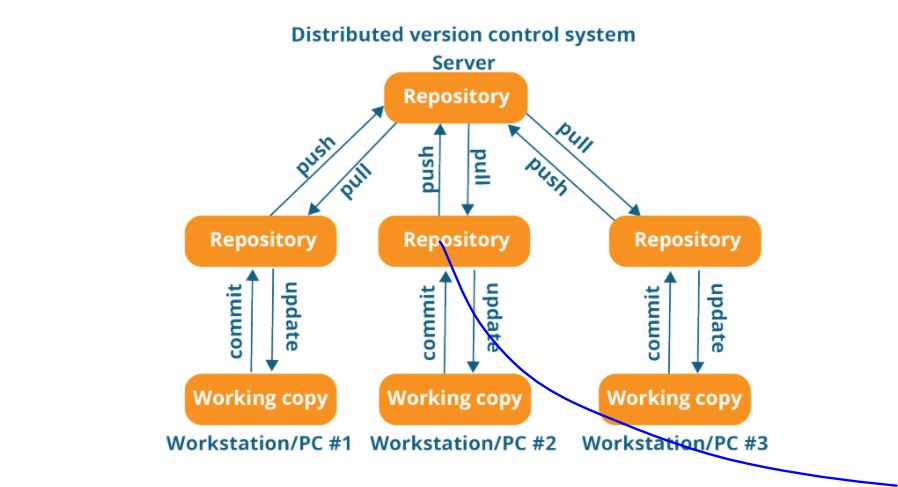 Distributed version control system
Server
Repository
push
pull
push
pull
push
pull
Repository
Repository
Repository
commit
update
commit
update
commit
update
Working copy
Working copy
Working copy
Workstation/PC #1
Workstation/PC #2
Workstation/PC #3